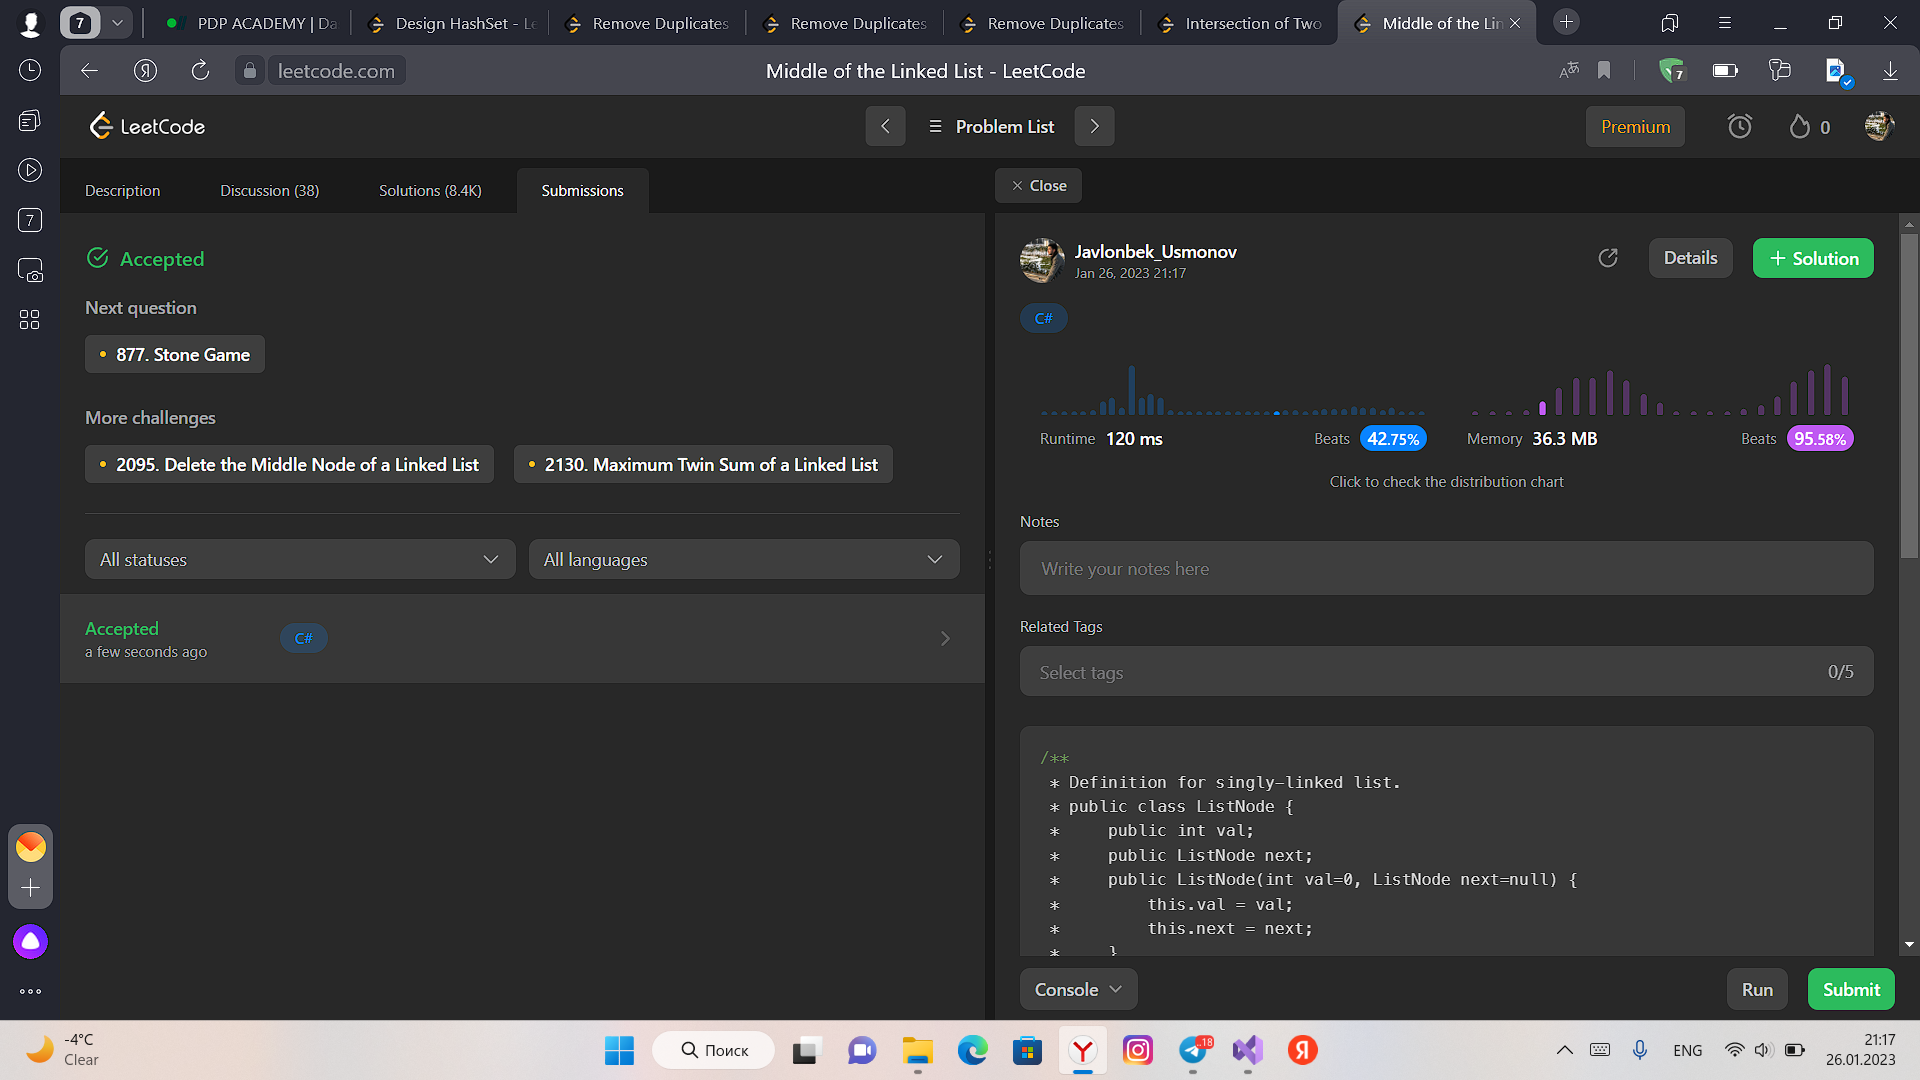 7
PDP ACADEMY | Da
Design HashSet - Le
Remove Duplicates
Remove Duplicates
Remove Duplicates
Intersection of Two
Middle of the Lin
leetcode.com
Middle of the Linked List - LeetCode
7
LeetCode
Problem List
Premium
0
7
Description
Discussion (38)
Solutions (8.4K)
Submissions
Close
Accepted
Next question
877. Stone Game
More challenges
2095. Delete the Middle Node of a Linked List
2130. Maximum Twin Sum of a Linked List
All statuses
All languages
Accepted
a few seconds ago
C#
Javlonbek_Usmonov
Jan 26, 2023 21:17
Details
Solution
C#
Runtime 120 ms
Beats 42.75%
Memory 36.3 MB
Beats 95.58%
Click to check the distribution chart
Notes
Write your notes here
Related Tags
Select tags
0/5
/**
* Definition for singly-linked list.
* public class ListNode {
*     public int val;
*     public ListNode next;
*     public ListNode(int val=0, ListNode next=null) {
*         this.val = val;
*         this.next = next;
*     }
Console
Run
Submit
-4°C
Clear
Поиск
..18
ENG
21:17
26.01.2023